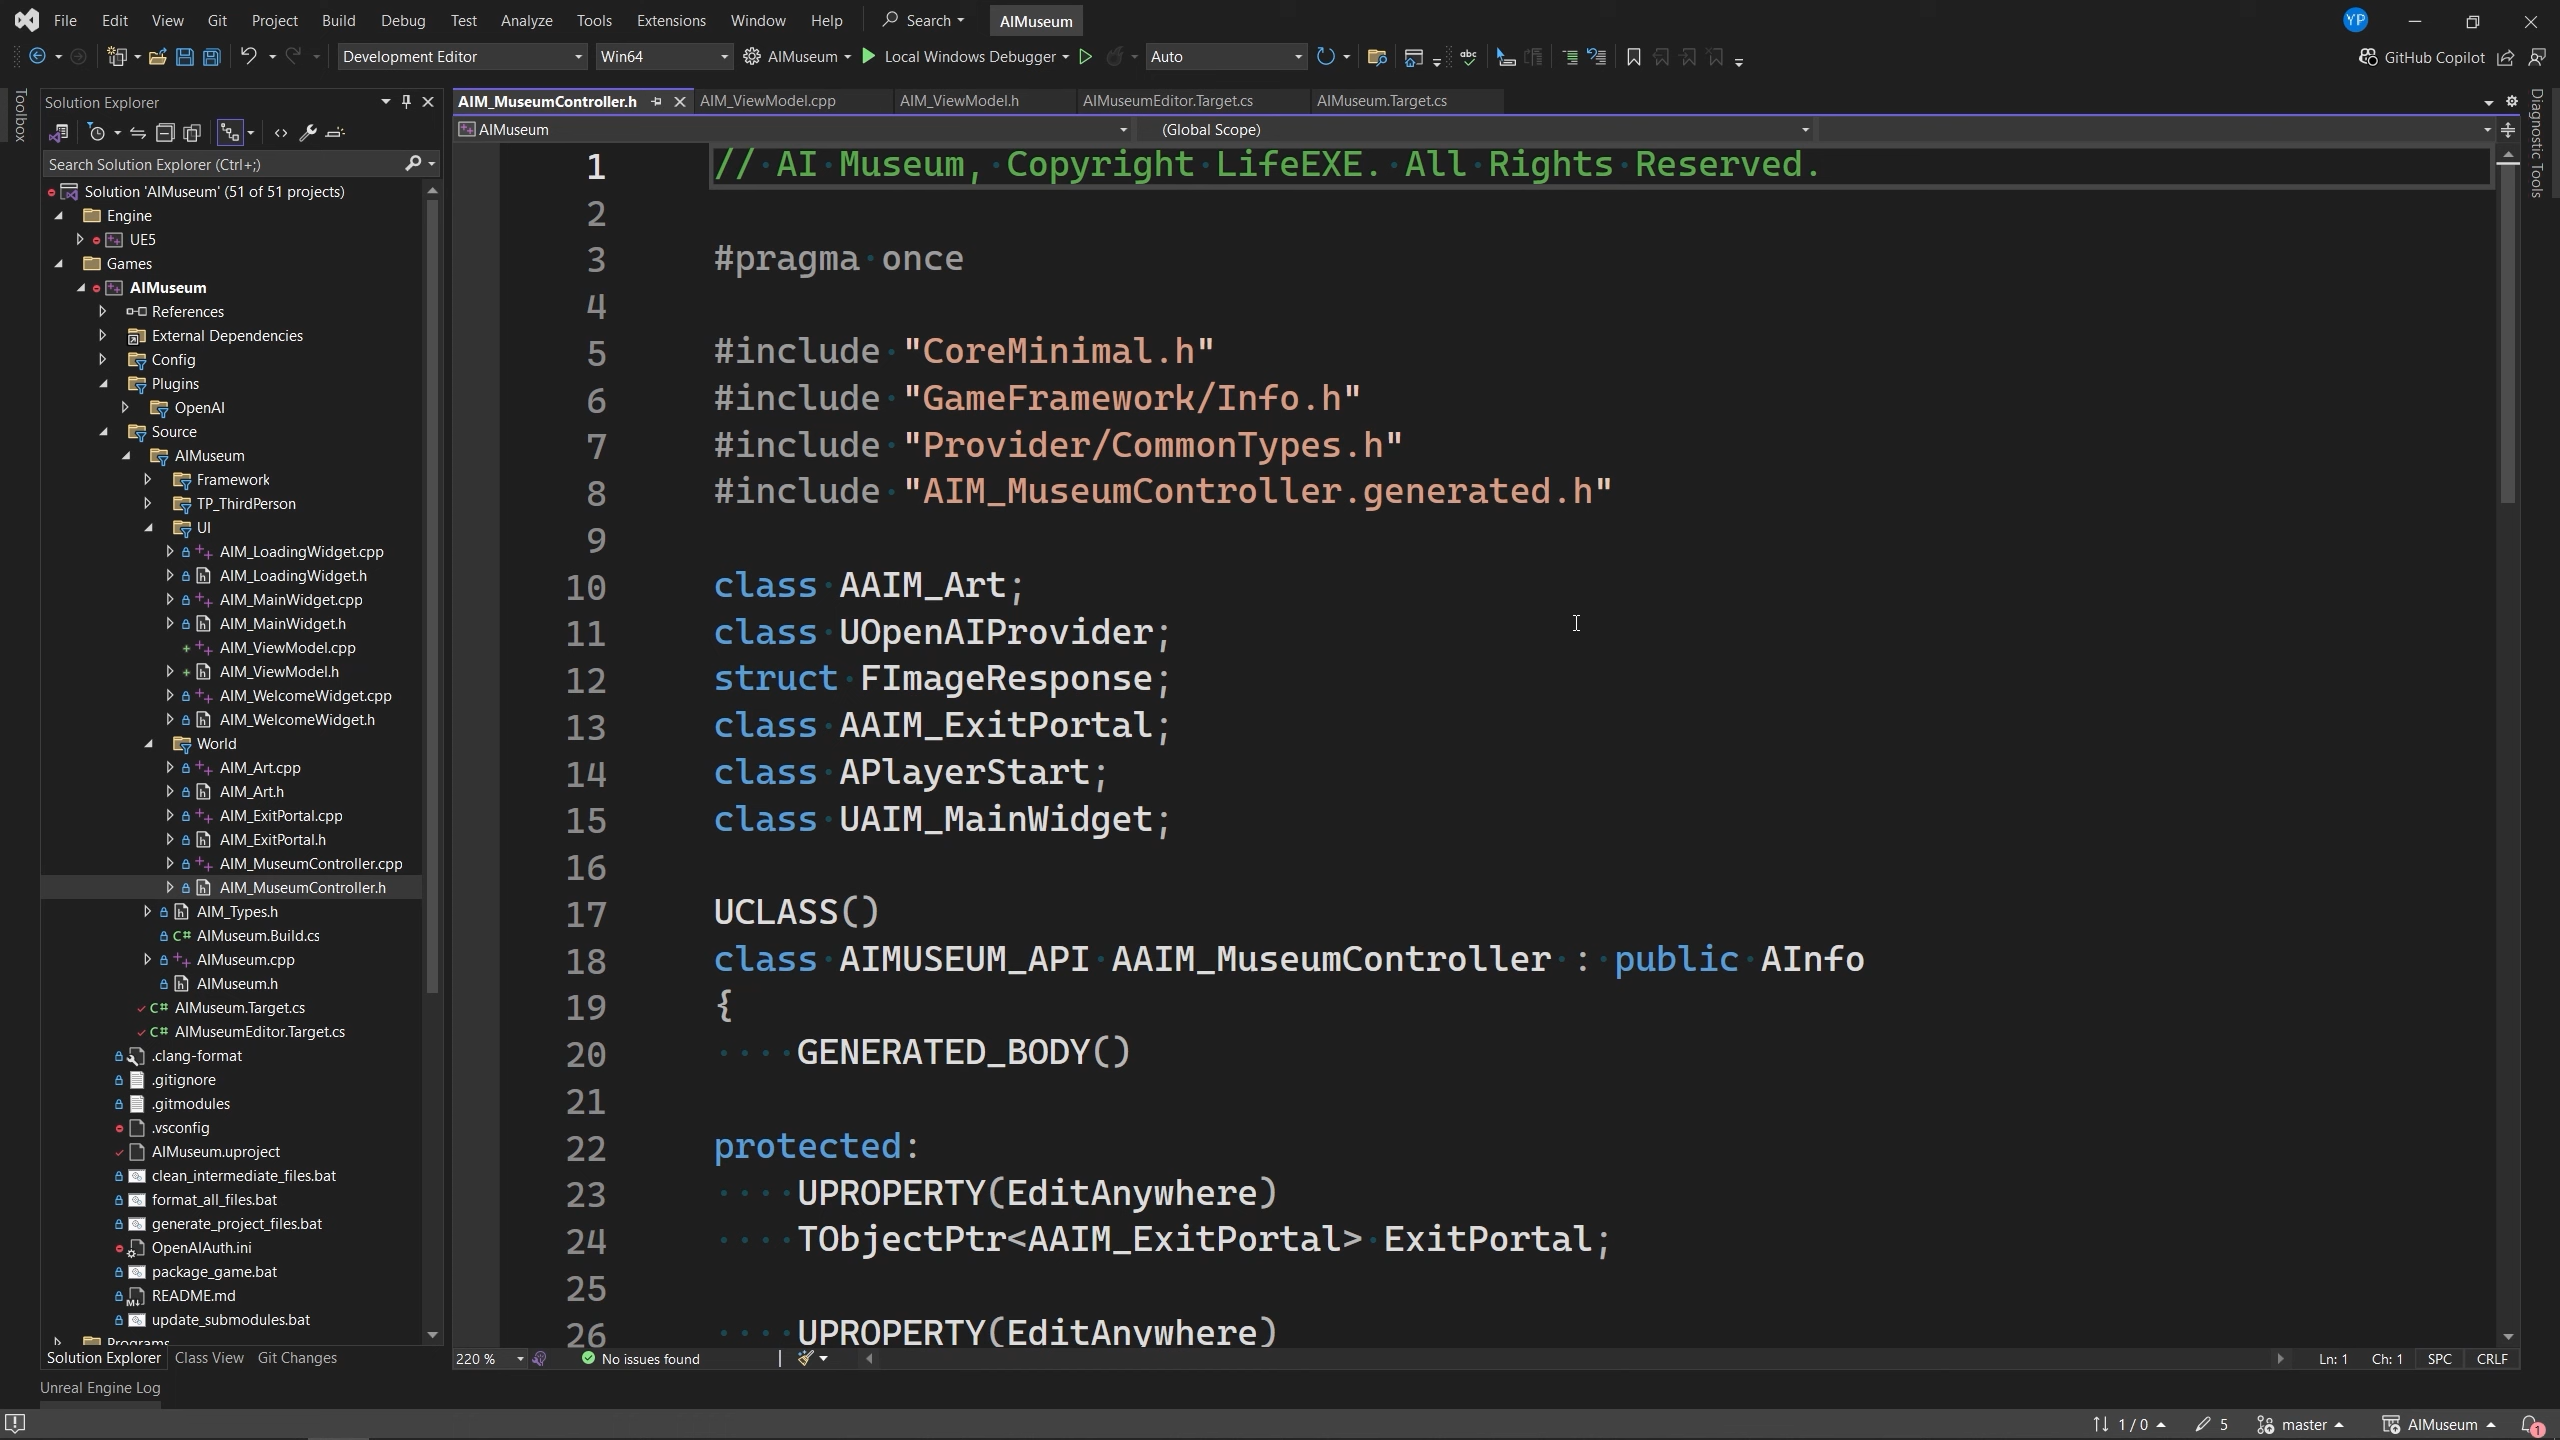 File Edit View Git Project Build Debug Test Analyze Tools Extensions Window Help Search AIMuseum YP
Development Editor Win64 AIMuseum Local Windows Debugger Auto GitHub Copilot
Toolbox
Solution Explorer
AIM_MuseumController.h AIM_ViewModel.cpp AIM_ViewModel.h AIMuseumEditor.Target.cs AIMuseum.Target.cs
Diagnostic Tools
AIMuseum (Global Scope)
Search Solution Explorer (Ctrl+;)
Solution 'AIMuseum' (51 of 51 projects)
Engine
UE5
Games
AIMuseum
References
External Dependencies
Config
Plugins
OpenAI
Source
AIMuseum
Framework
TP_ThirdPerson
UI
AIM_LoadingWidget.cpp
AIM_LoadingWidget.h
AIM_MainWidget.cpp
AIM_MainWidget.h
AIM_ViewModel.cpp
AIM_ViewModel.h
AIM_WelcomeWidget.cpp
AIM_WelcomeWidget.h
World
AIM_Art.cpp
AIM_Art.h
AIM_ExitPortal.cpp
AIM_ExitPortal.h
AIM_MuseumController.cpp
AIM_MuseumController.h
AIM_Types.h
C# AIMuseum.Build.cs
AIMuseum.cpp
AIMuseum.h
C# AIMuseum.Target.cs
C# AIMuseumEditor.Target.cs
.clang-format
.gitignore
.gitmodules
.vsconfig
AIMuseum.uproject
clean_intermediate_files.bat
format_all_files.bat
generate_project_files.bat
OpenAIAuth.ini
package_game.bat
README.md
update_submodules.bat
Programs
Solution Explorer Class View Git Changes
1 // AI Museum, Copyright LifeEXE. All Rights Reserved.
2
3 #pragma once
4
5 #include "CoreMinimal.h"
6 #include "GameFramework/Info.h"
7 #include "Provider/CommonTypes.h"
8 #include "AIM_MuseumController.generated.h"
9
10 class AAIM_Art;
11 class UOpenAIProvider;
12 struct FImageResponse;
13 class AAIM_ExitPortal;
14 class APlayerStart;
15 class UAIM_MainWidget;
16
17 UCLASS()
18 class AIMUSEUM_API AAIM_MuseumController : public AInfo
19 {
20 GENERATED_BODY()
21
22 protected:
23 UPROPERTY(EditAnywhere)
24 TObjectPtr<AAIM_ExitPortal> ExitPortal;
25
26 UPROPERTY(EditAnywhere)
220 % No issues found Ln: 1 Ch: 1 SPC CRLF
Unreal Engine Log
1 / 0 5 master AIMuseum 1